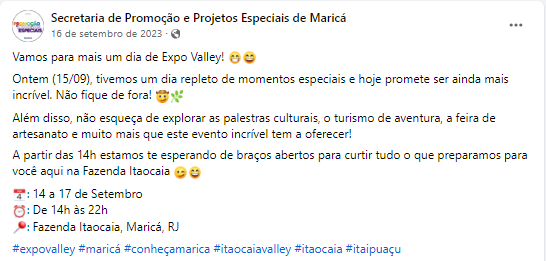 PROMOÇÃO
ESPECIAIS
Secretaria de Promoção e Projetos Especiais de Maricá
16 de setembro de 2023 ·
Vamos para mais um dia de Expo Valley! 😁😄
Ontem (15/09), tivemos um dia repleto de momentos especiais e hoje promete ser ainda mais
incrível. Não fique de fora! 🤠🌿
Além disso, não esqueça de explorar as palestras culturais, o turismo de aventura, a feira de
artesanato e muito mais que este evento incrível tem a oferecer!
A partir das 14h estamos te esperando de braços abertos para curtir tudo o que preparamos para
você aqui na Fazenda Itaocaia 😉😄
📅: 14 a 17 de Setembro
⏰: De 14h às 22h
📍: Fazenda Itaocaia, Maricá, RJ
#expovalley #maricá #conheçamarica #itaocaiavalley #itaocaia #itaipuaçu